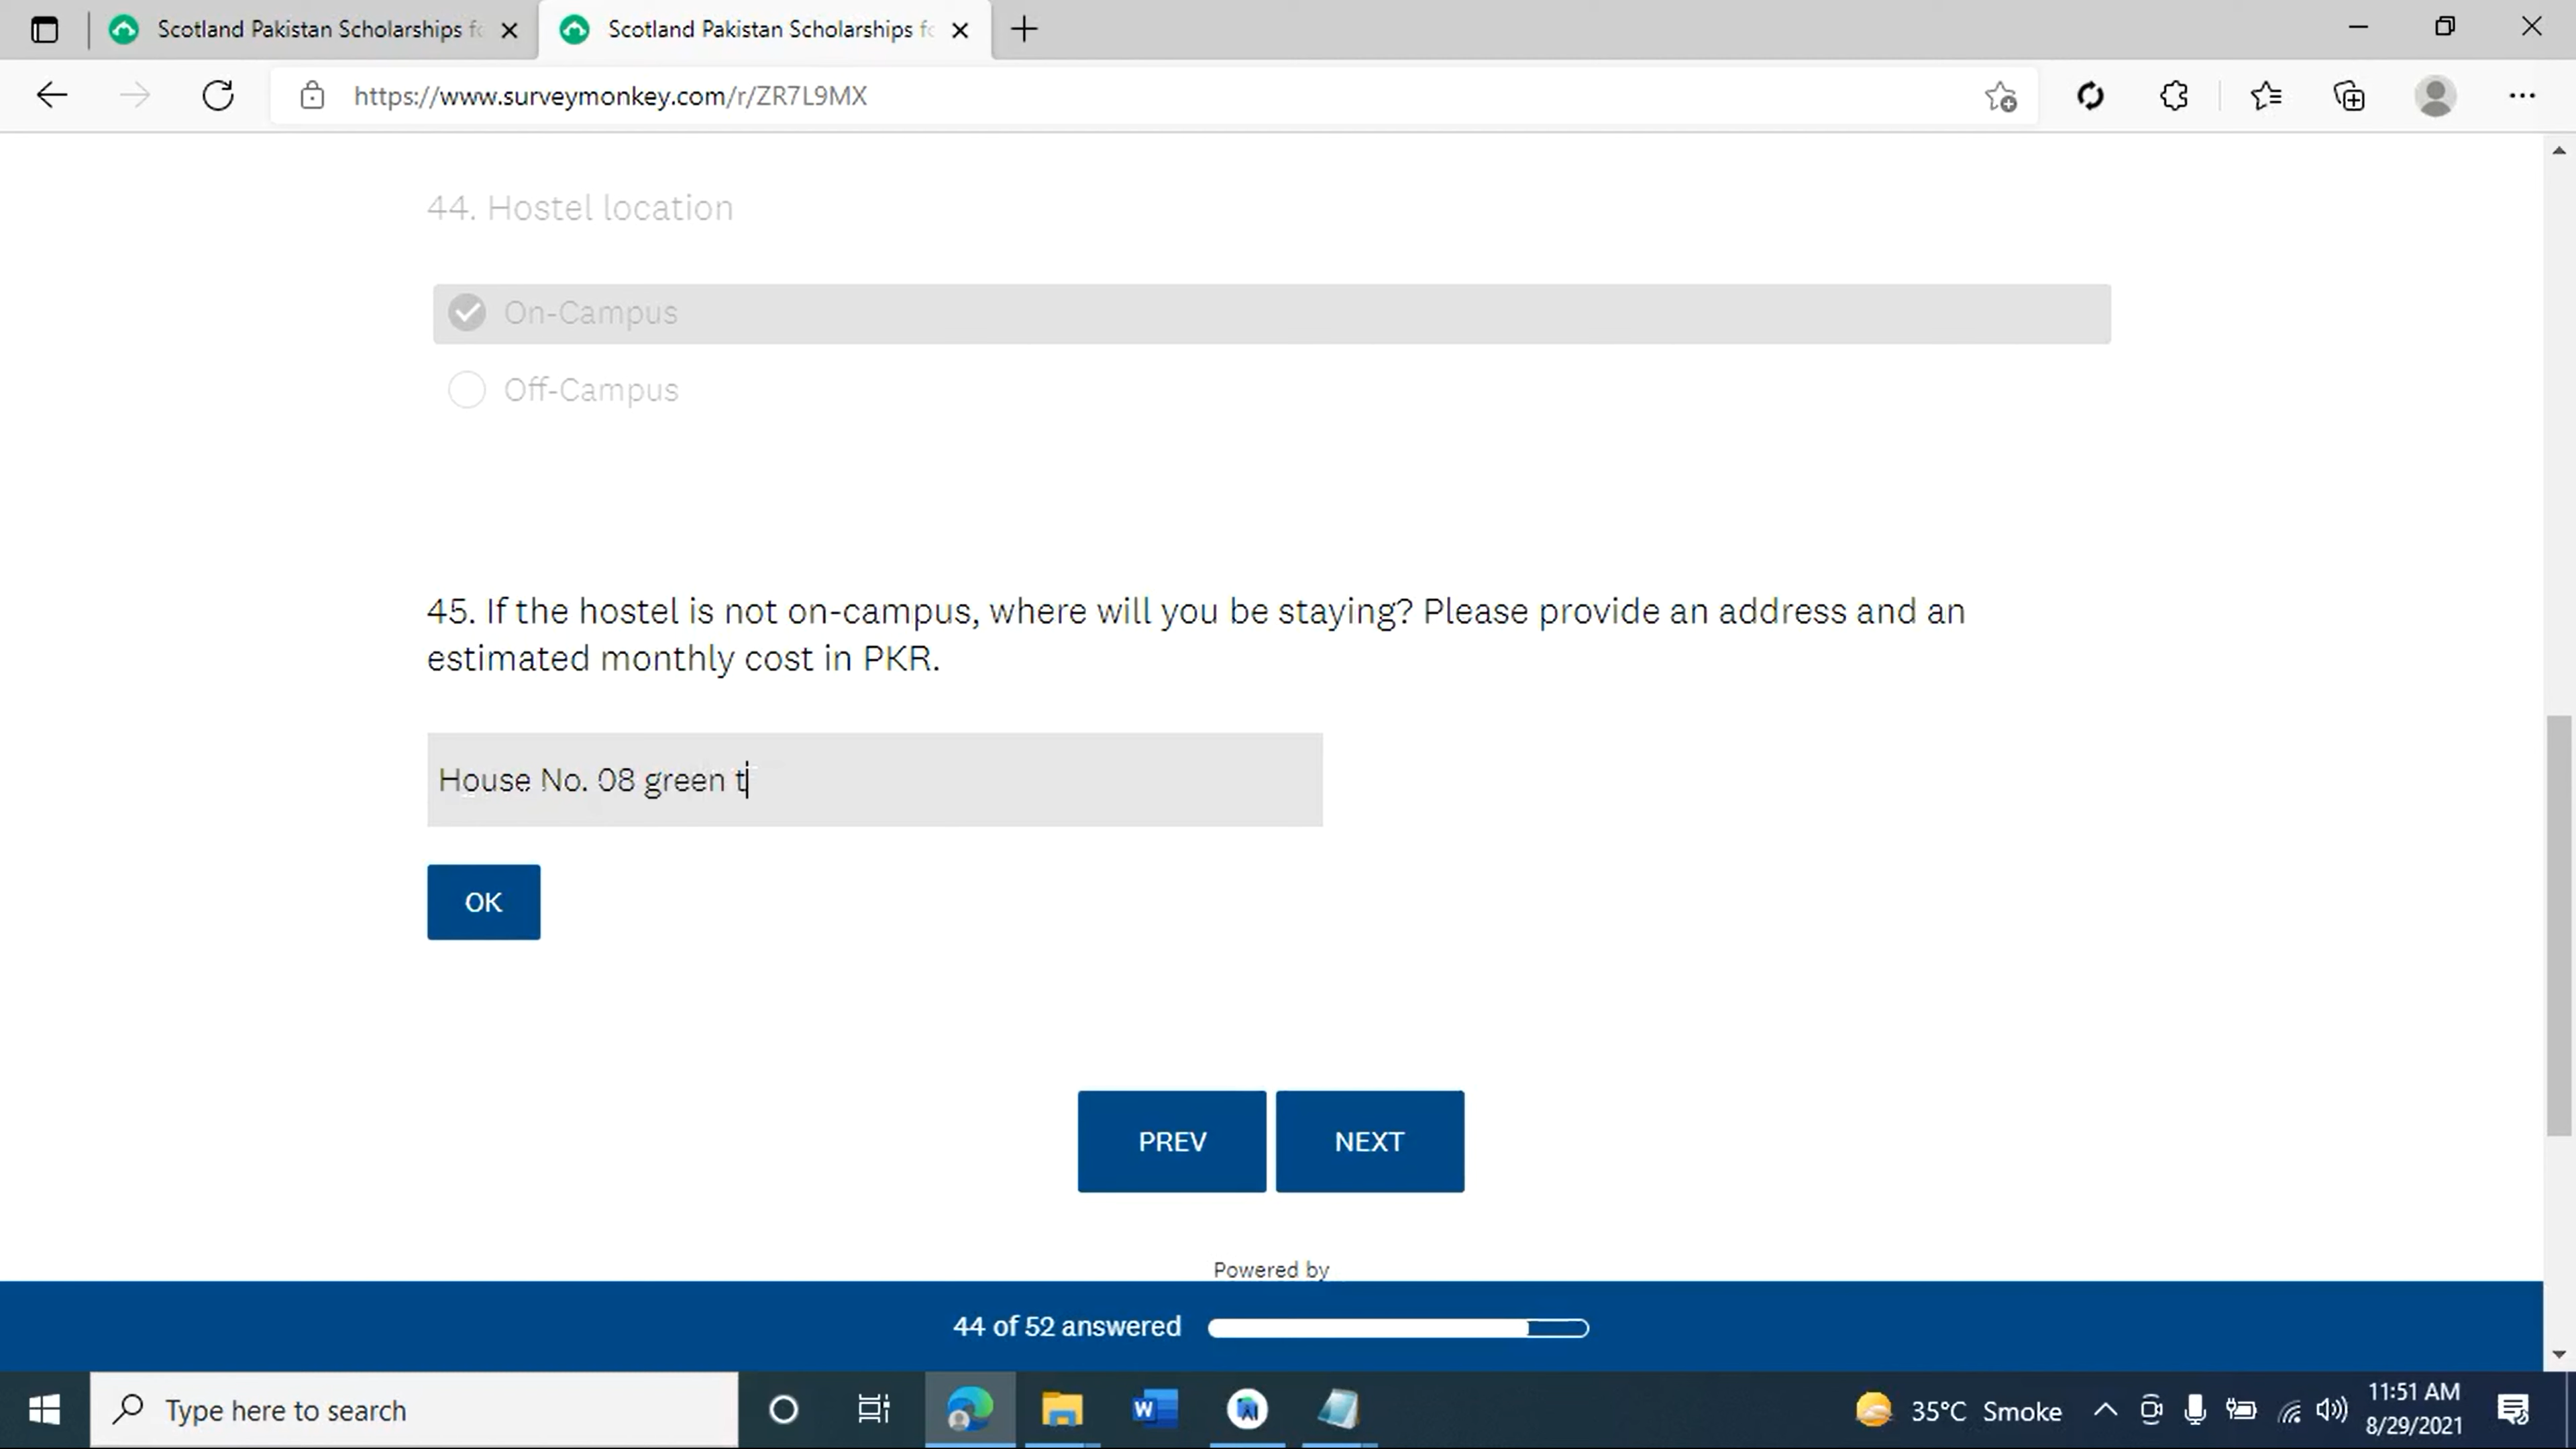 Scotland Pakistan Scholarships fo
Scotland Pakistan Scholarships fo
https://www.surveymonkey.com/r/ZR7L9MX
44. Hostel location
On-Campus
Off-Campus
45. If the hostel is not on-campus, where will you be staying? Please provide an address and an
estimated monthly cost in PKR.
House No. 08 green t
OK
PREV
NEXT
Powered by
44 of 52 answered
Type here to search
W
35°C Smoke
11:51 AM
8/29/2021